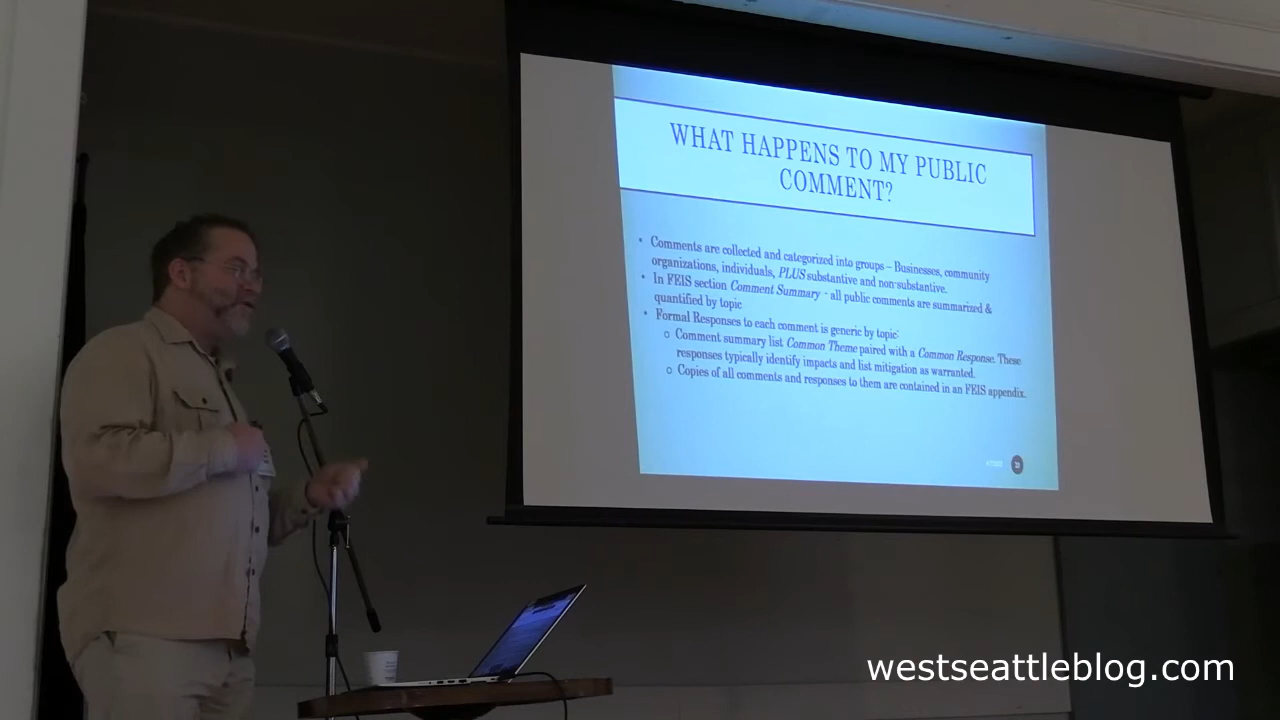 WHAT HAPPENS TO MY PUBLIC
COMMENT?
• Comments are collected and categorized into groups – Businesses, community
organizations, individuals, PLUS substantive and non-substantive.
• In FEIS section Comment Summary - all public comments are summarized &
quantified by topic
• Formal Responses to each comment is generic by topic:
o Comment summary list Common Theme paired with a Common Response. These
responses typically identify impacts and list mitigation as warranted.
o Copies of all comments and responses to them are contained in an FEIS appendix.
westseattleblog.com